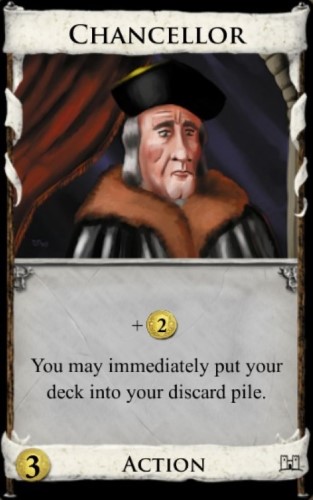 CHANCELLOR
+ 2
You may immediately put your
deck into your discard pile.
3 ACTION